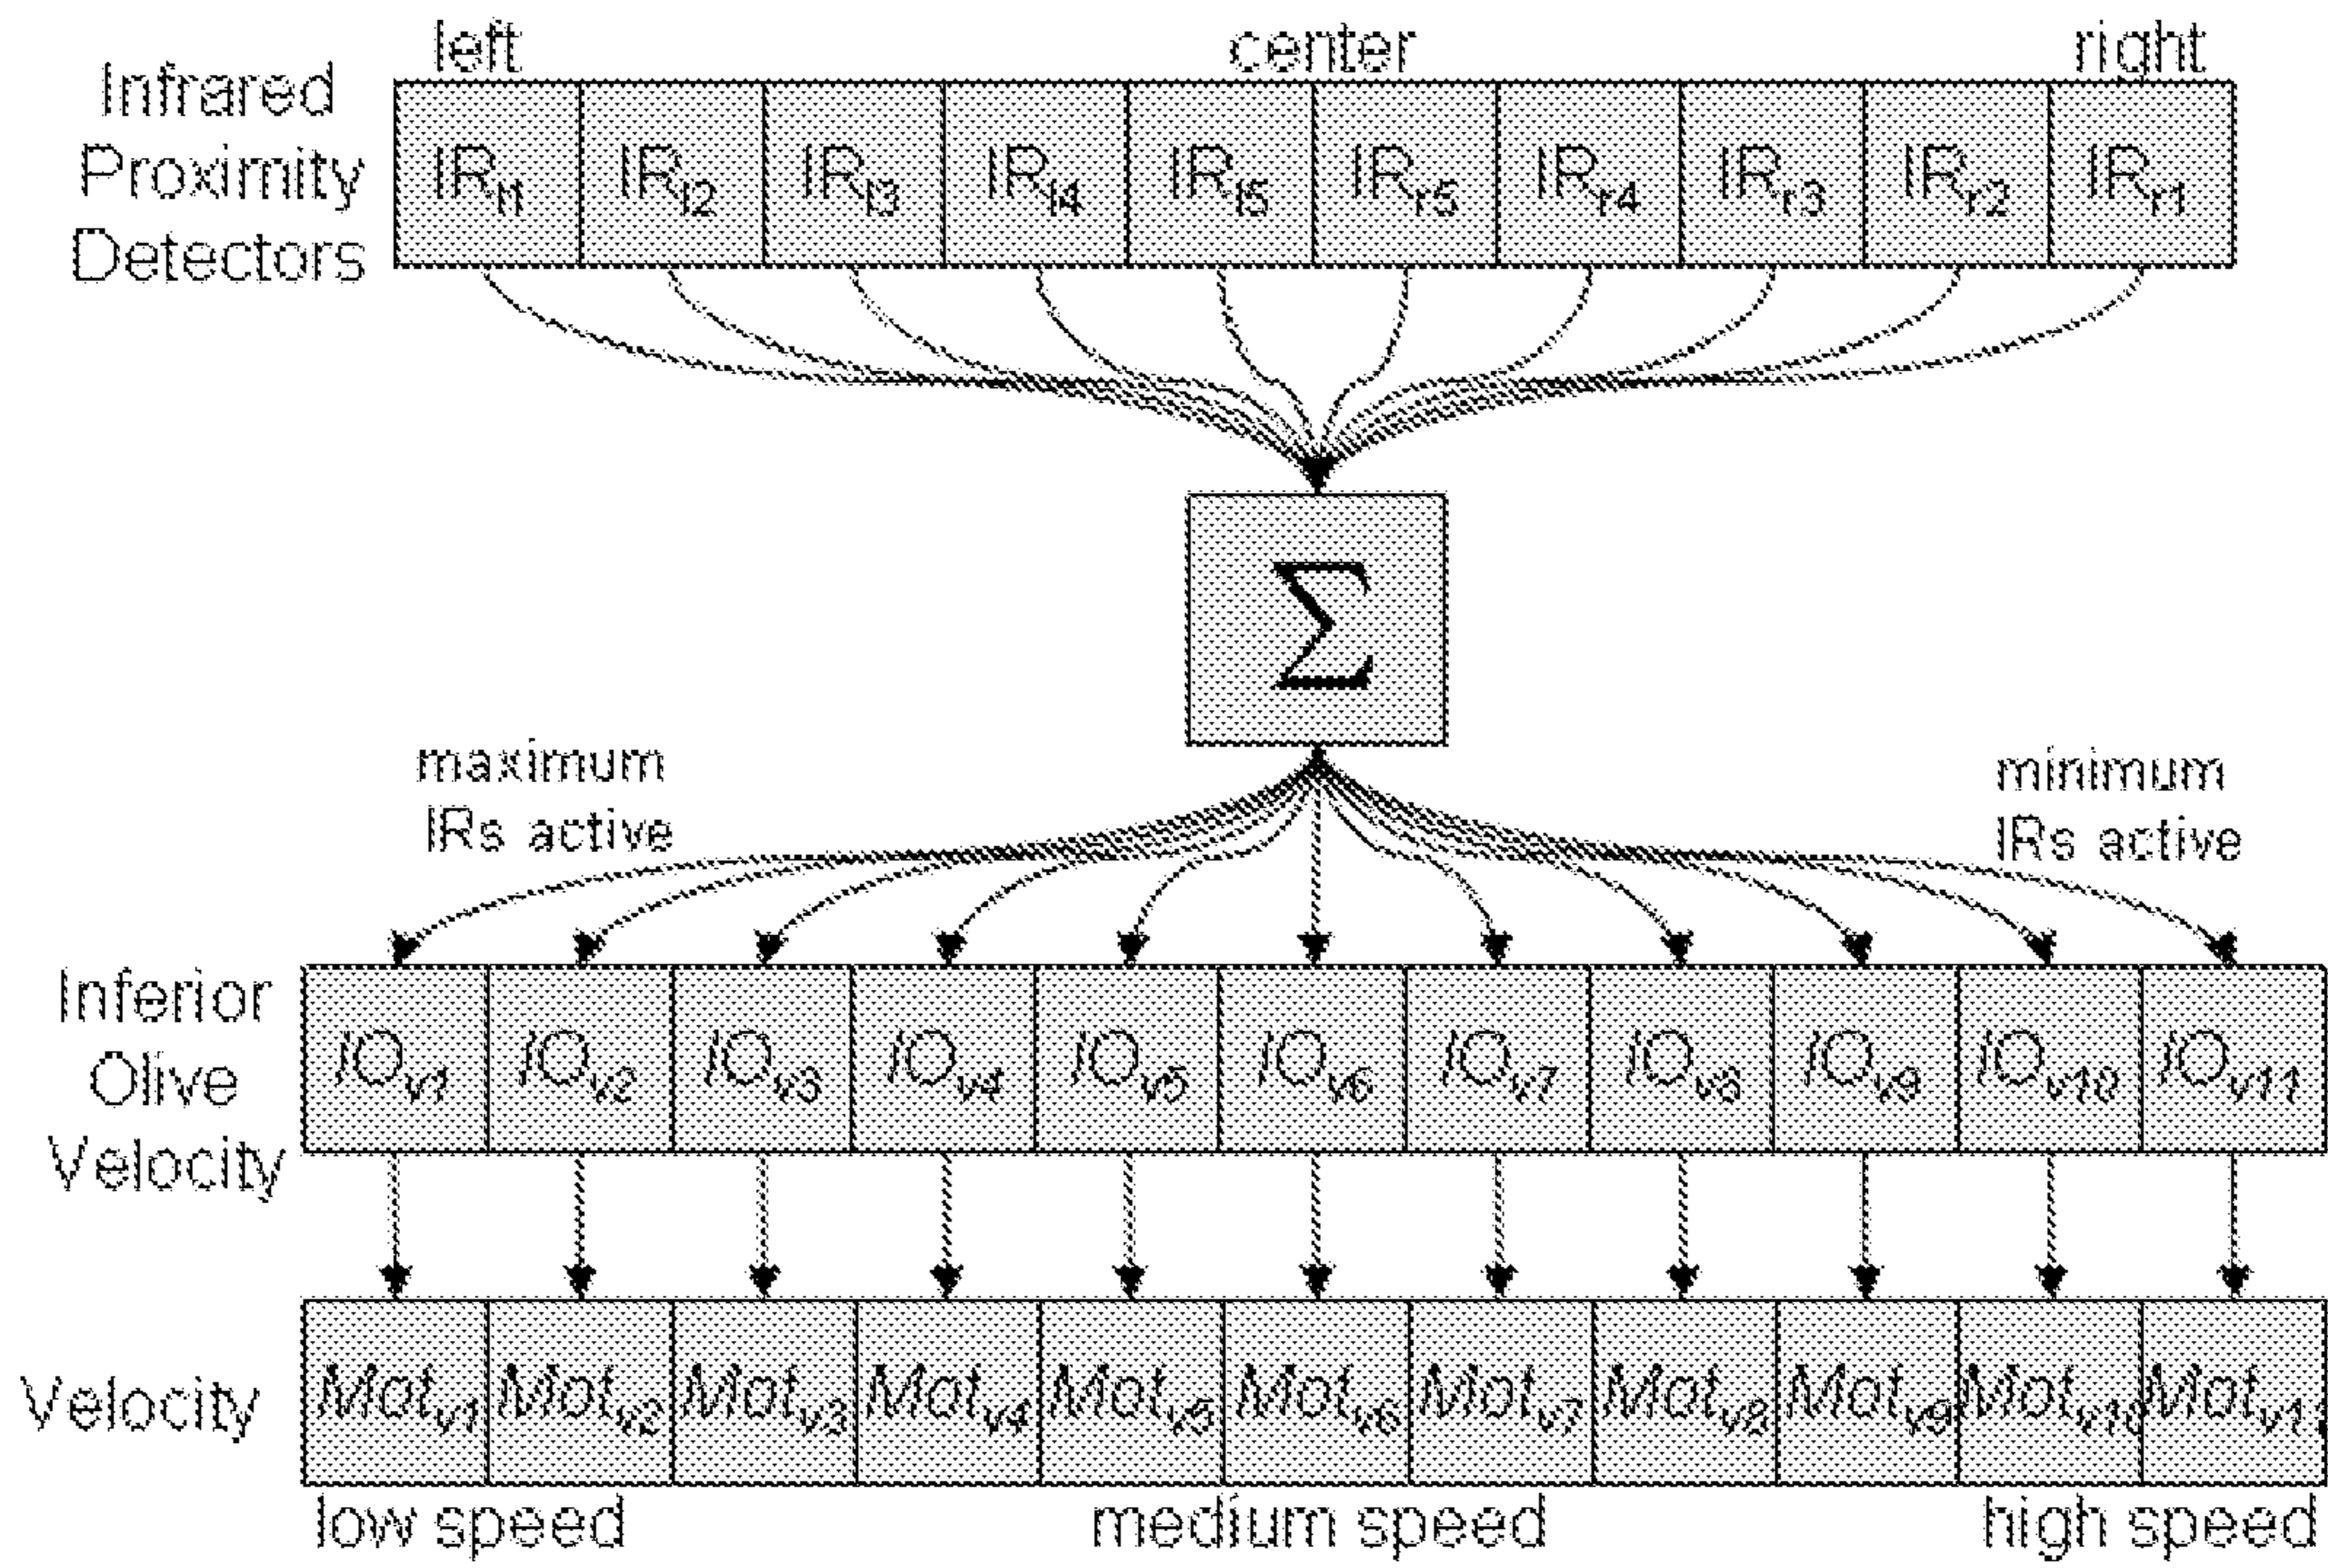 left center right
Infrared
Proximity
Detectors
IRl1 IRl2 IRl3 IRl4 IRl5 IRr5 IRr4 IRr3 IRr2 IRr1
Σ
maximum
IRs active
minimum
IRs active
Inferior
Olive
Velocity
IOv1 IOv2 IOv3 IOv4 IOv5 IOv6 IOv7 IOv8 IOv9 IOv10 IOv11
Velocity
Motv1 Motv2 Motv3 Motv4 Motv5 Motv6 Motv7 Motv8 Motv9 Motv10 Motv11
low speed medium speed high speed